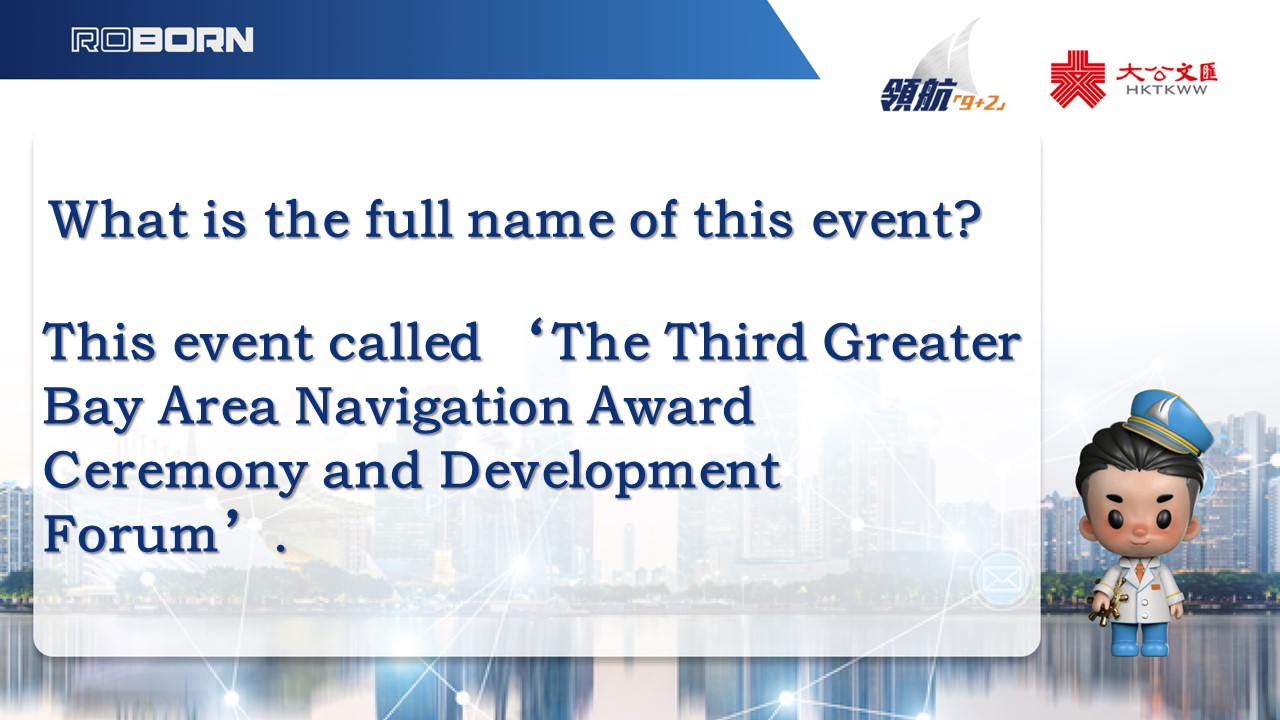 ROBORN
領航「9+2」
大公文匯
HKTKWW
What is the full name of this event?
This event called ‘The Third Greater
Bay Area Navigation Award
Ceremony and Development
Forum’.